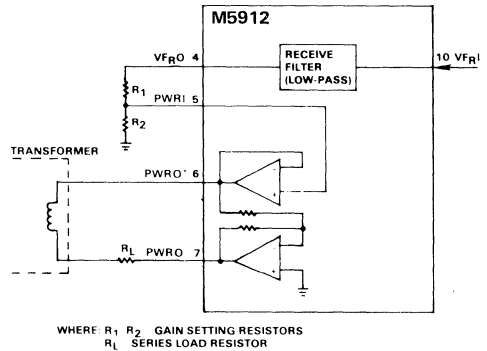 M5912
VFRO 4
RECEIVE
FILTER
(LOW-PASS)
10 VFRI
R1
PWRI 5
R2
TRANSFORMER
PWRO+ 6
-
+
RL PWRO- 7
-
+
WHERE: R1 R2 GAIN SETTING RESISTORS
RL SERIES LOAD RESISTOR